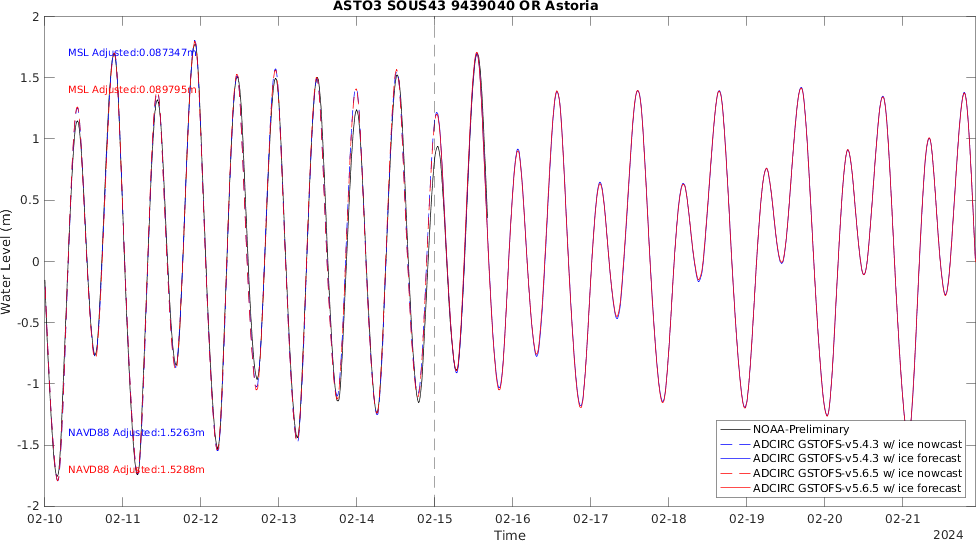 ASTO3 SOUS43 9439040 OR Astoria
2
1.5
1
0.5
0
-0.5
-1
-1.5
-2
Water Level (m)
MSL Adjusted:0.087347m
MSL Adjusted:0.089795m
NAVD88 Adjusted:1.5263m
NAVD88 Adjusted:1.5288m
NOAA-Preliminary
ADCIRC GSTOFS-v5.4.3 w/ ice nowcast
ADCIRC GSTOFS-v5.4.3 w/ ice forecast
ADCIRC GSTOFS-v5.6.5 w/ ice nowcast
ADCIRC GSTOFS-v5.6.5 w/ ice forecast
02-10 02-11 02-12 02-13 02-14 02-15 02-16 02-17 02-18 02-19 02-20 02-21
Time
2024